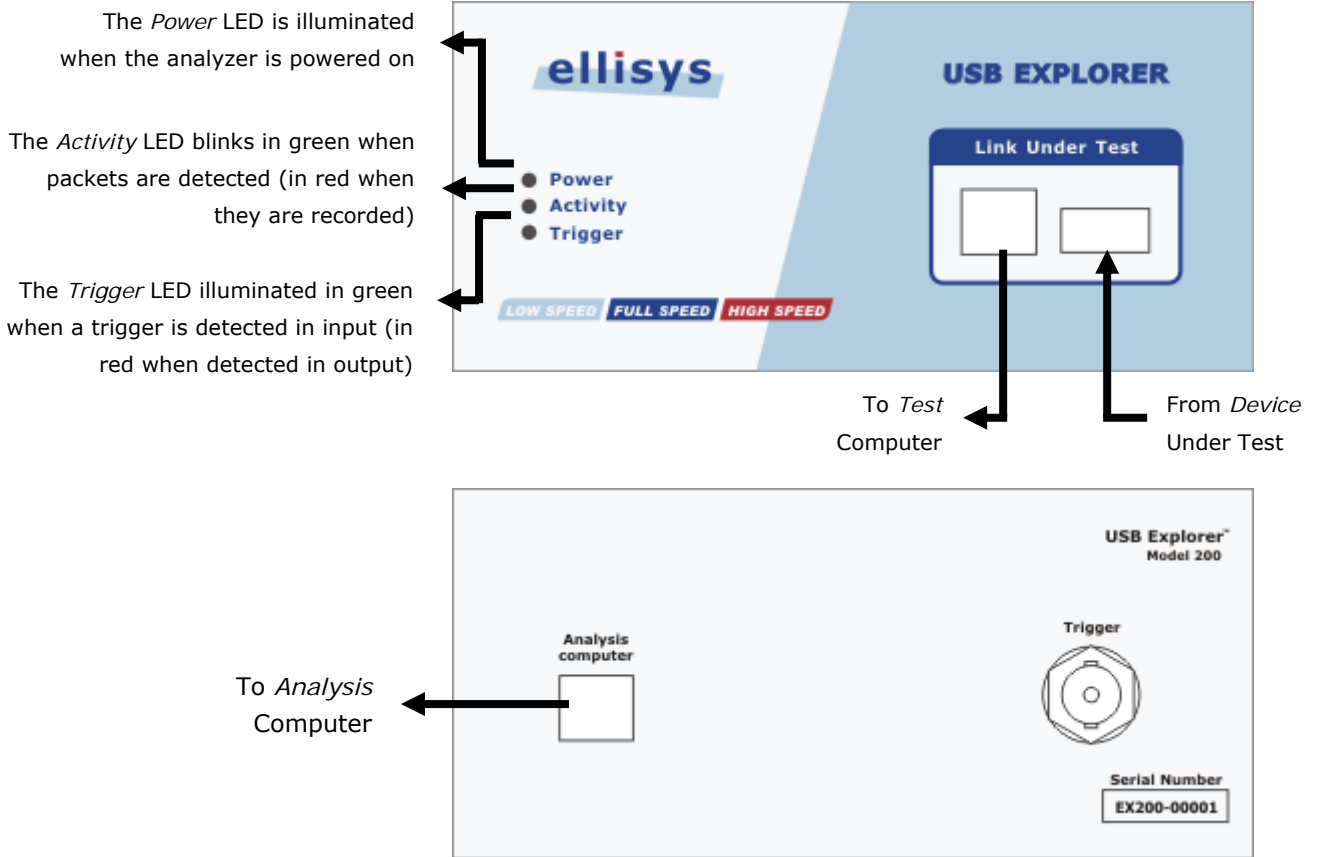 The Power LED is illuminated
when the analyzer is powered on
The Activity LED blinks in green when
packets are detected (in red when
they are recorded)
The Trigger LED illuminated in green
when a trigger is detected in input (in
red when detected in output)
ellisys
USB EXPLORER
Link Under Test
Power
Activity
Trigger
LOW SPEED FULL SPEED HIGH SPEED
To Test
Computer
From Device
Under Test
USB Explorer™
Model 200
Analysis
computer
Trigger
To Analysis
Computer
Serial Number
EX200-00001